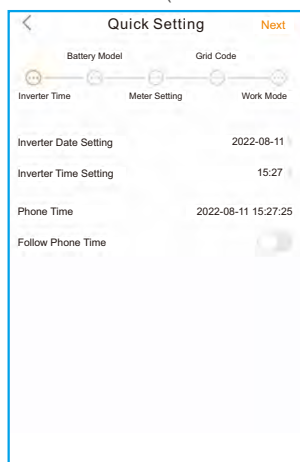 Quick Setting Next
Battery Model Grid Code
Inverter Time Meter Setting Work Mode
Inverter Date Setting 2022-08-11
Inverter Time Setting 15:27
Phone Time 2022-08-11 15:27:25
Follow Phone Time